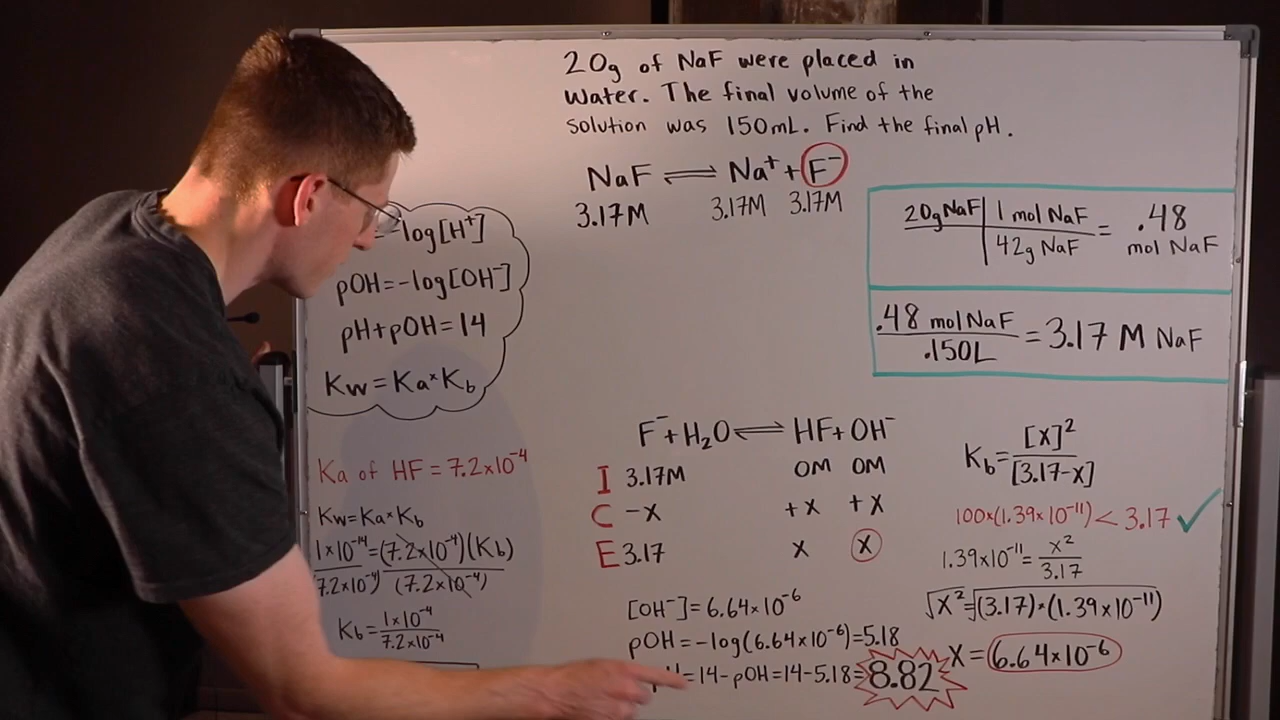 20g of NaF were placed in
water. The final volume of the
solution was 150mL. Find the final pH.
NaF ⇌ Na⁺ + F⁻
3.17M 3.17M 3.17M
= -log[H⁺]
pOH = -log[OH⁻]
pH + pOH = 14
Kw = Ka × Kb
20g NaF | 1 mol NaF = .48
42g NaF mol NaF
.48 mol NaF = 3.17 M NaF
.150L
Ka of HF = 7.2×10⁻⁴
Kw = Ka × Kb
1×10⁻¹⁴ = (7.2×10⁻⁴)(Kb)
7.2×10⁻⁴) (7.2×10⁻⁴)
Kb = 1×10⁻⁴
7.2×10⁻⁴
F⁻ + H₂O ⇌ HF + OH⁻
I 3.17M 0M 0M
C -x +x +x
E 3.17 x x
[OH⁻] = 6.64×10⁻⁶
pOH = -log(6.64×10⁻⁶) = 5.18
= 14 - pOH = 14 - 5.18 = 8.82
Kb = [x]²
[3.17-x]
100×(1.39×10⁻¹¹) < 3.17 ✓
1.39×10⁻¹¹ = x²
3.17
√x² = √(3.17)×(1.39×10⁻¹¹)
x = 6.64×10⁻⁶